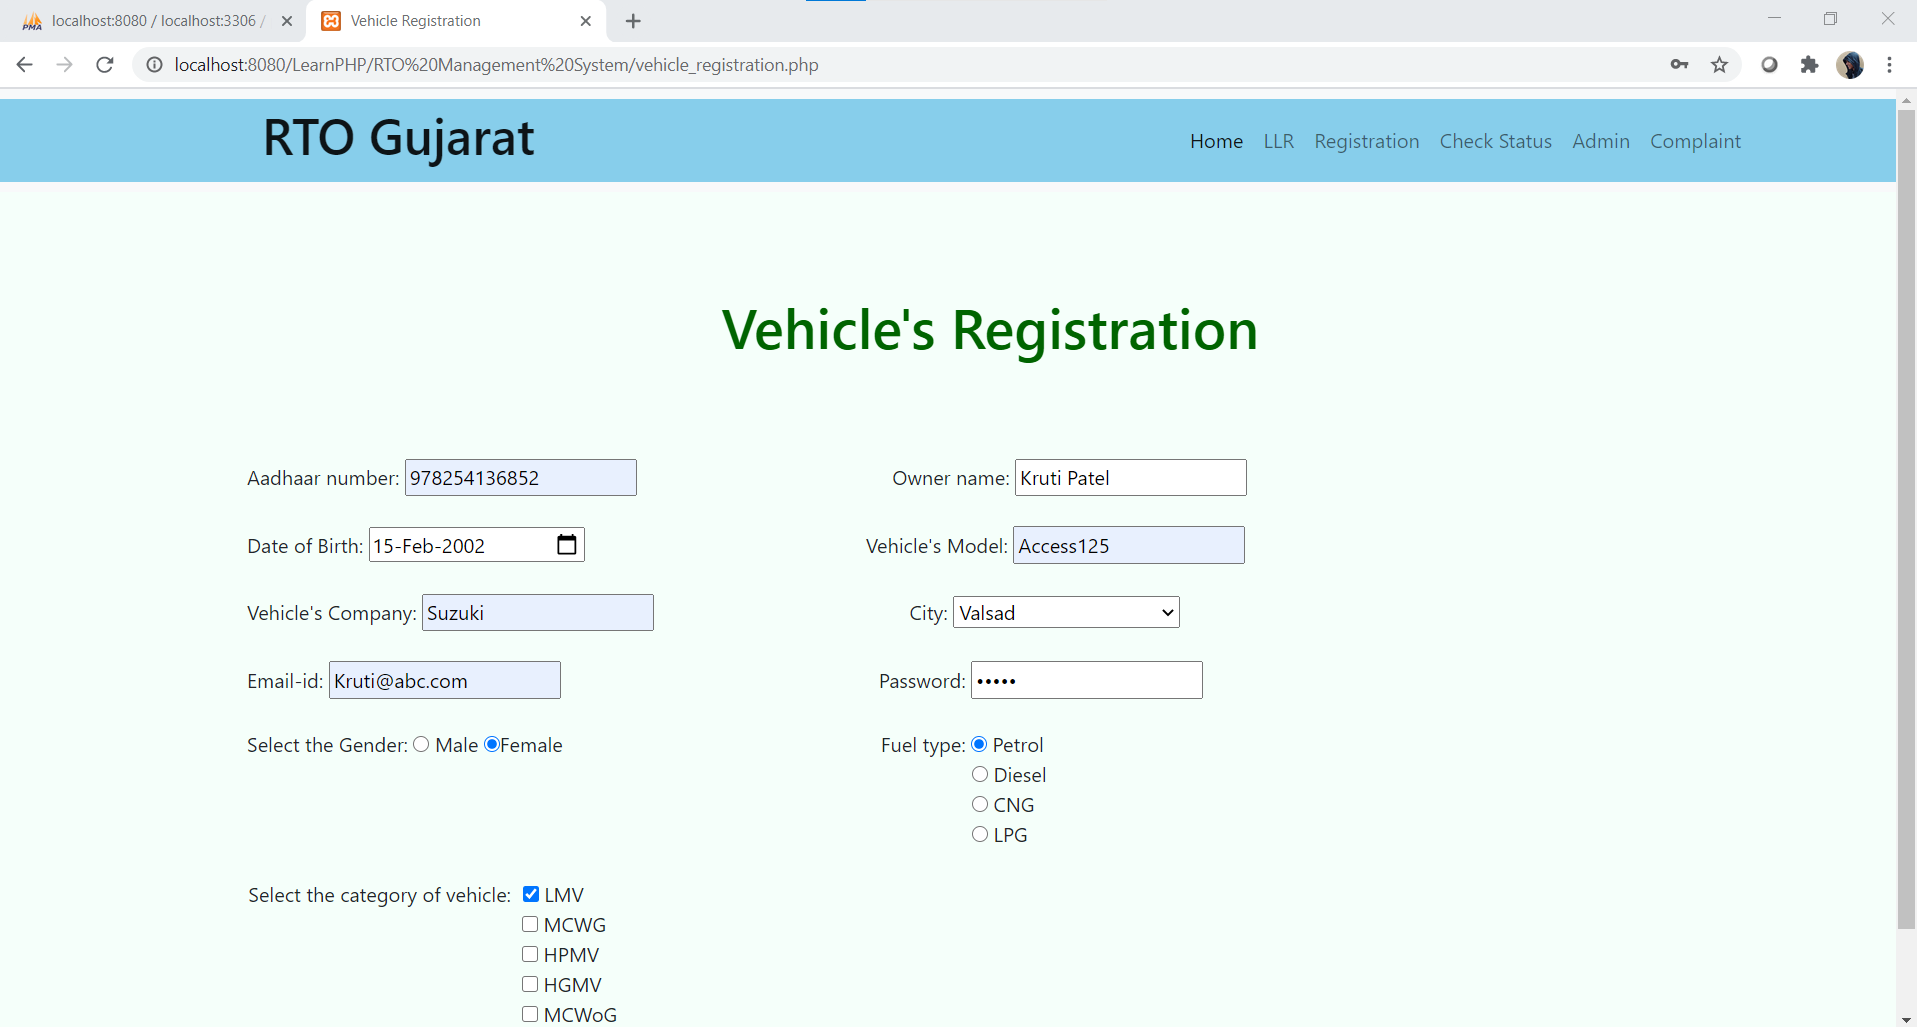 PMA localhost:8080 / localhost:3306 /
Vehicle Registration
localhost:8080/LearnPHP/RTO%20Management%20System/vehicle_registration.php
RTO Gujarat
Home LLR Registration Check Status Admin Complaint
Vehicle's Registration
Aadhaar number: 978254136852 Owner name: Kruti Patel
Date of Birth: 15-Feb-2002 Vehicle's Model: Access125
Vehicle's Company: Suzuki City: Valsad
Email-id: Kruti@abc.com Password: •••••
Select the Gender: Male Female Fuel type: Petrol
Diesel
CNG
LPG
Select the category of vehicle: LMV
MCWG
HPMV
HGMV
MCWoG